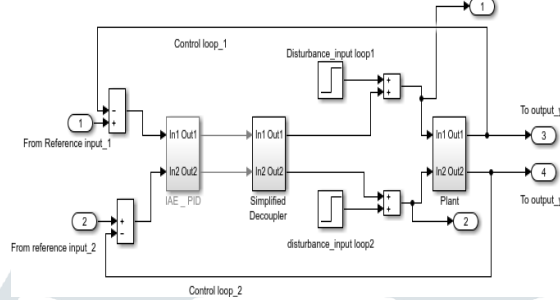 1
Control loop_1
Disturbance_input loop1
−
+
+
+
1
From Reference input_1
In1 Out1
In2 Out2
IAE _ PID
In1 Out1
In2 Out2
Simplified
Decoupler
In1 Out1
In2 Out2
Plant
To output_
3
4
To output_
2
From reference input_2
+
−
+
+
disturbance_input loop2
2
Control loop_2